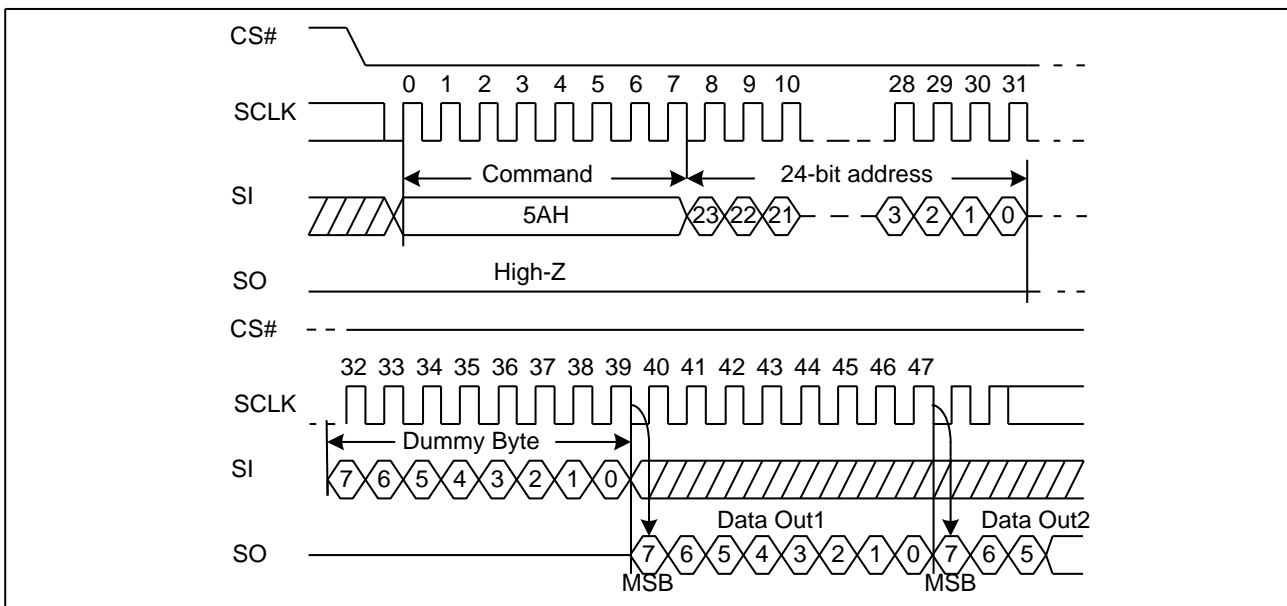 CS#
0 1 2 3 4 5 6 7 8 9 10 28 29 30 31
SCLK
Command 24-bit address
SI
5AH 23 22 21 3 2 1 0
High-Z
SO
CS#
32 33 34 35 36 37 38 39 40 41 42 43 44 45 46 47
SCLK
Dummy Byte
SI
7 6 5 4 3 2 1 0
Data Out1 Data Out2
SO
7 6 5 4 3 2 1 0 7 6 5
MSB MSB